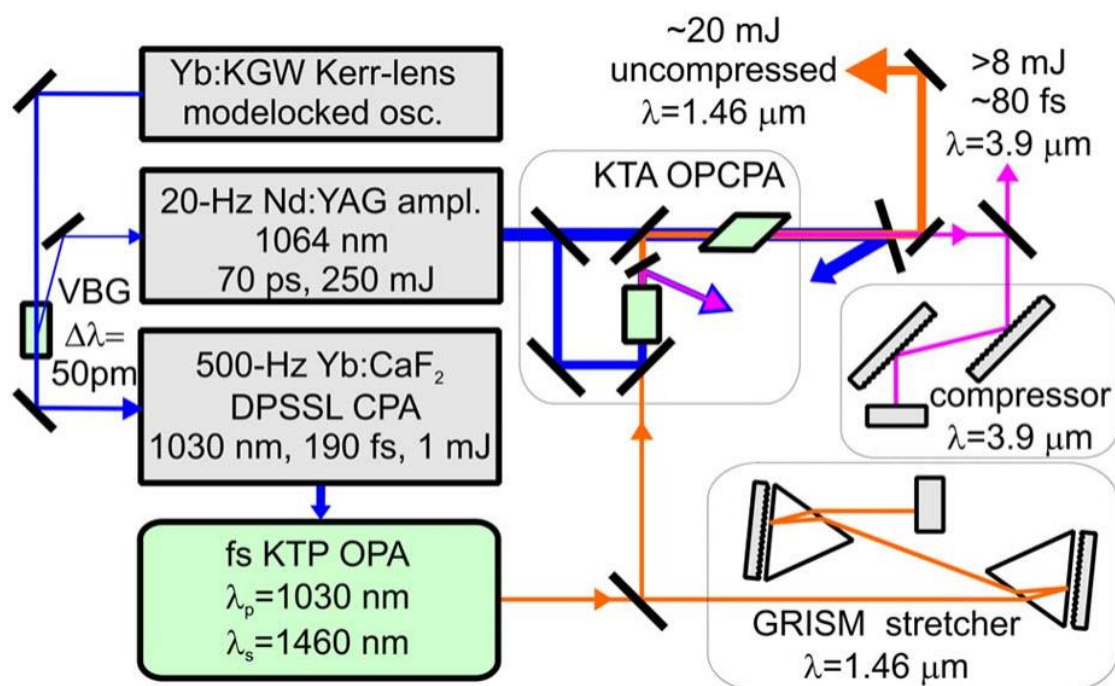 Yb:KGW Kerr-lens
modelocked osc.
20-Hz Nd:YAG ampl.
1064 nm
70 ps, 250 mJ
VBG
Δλ=
50pm
500-Hz Yb:CaF₂
DPSSL CPA
1030 nm, 190 fs, 1 mJ
fs KTP OPA
λₚ=1030 nm
λₛ=1460 nm
KTA OPCPA
~20 mJ
uncompressed
λ=1.46 μm
>8 mJ
~80 fs
λ=3.9 μm
compressor
λ=3.9 μm
GRISM stretcher
λ=1.46 μm